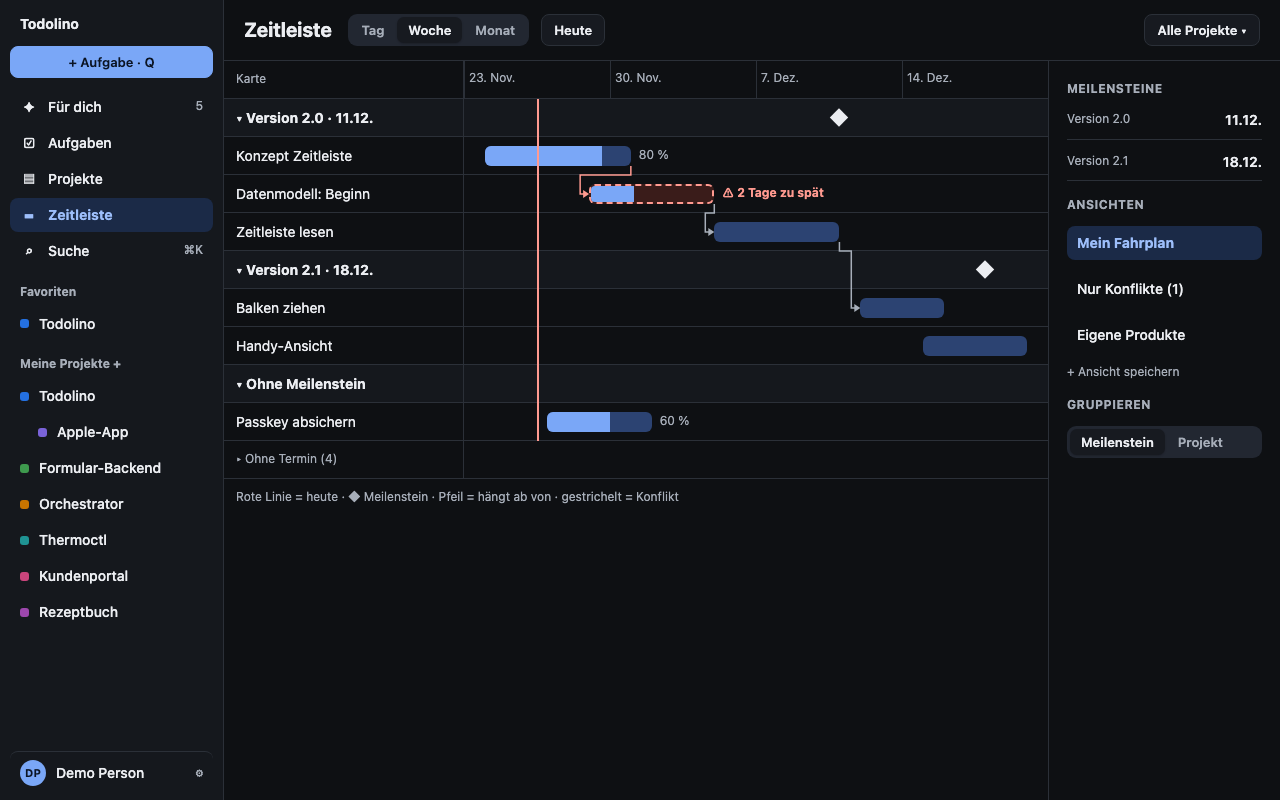 Todolino
+ Aufgabe · Q
Für dich 5
Aufgaben
Projekte
Zeitleiste
Suche ⌘K
Favoriten
Todolino
Meine Projekte +
Todolino
Apple-App
Formular-Backend
Orchestrator
Thermoctl
Kundenportal
Rezeptbuch
DP Demo Person
Zeitleiste
Tag Woche Monat
Heute
Alle Projekte ▾
Karte 23. Nov. 30. Nov. 7. Dez. 14. Dez.
▾ Version 2.0 · 11.12.
Konzept Zeitleiste 80 %
Datenmodell: Beginn ⚠ 2 Tage zu spät
Zeitleiste lesen
▾ Version 2.1 · 18.12.
Balken ziehen
Handy-Ansicht
▾ Ohne Meilenstein
Passkey absichern 60 %
▸ Ohne Termin (4)
Rote Linie = heute · ◆ Meilenstein · Pfeil = hängt ab von · gestrichelt = Konflikt
MEILENSTEINE
Version 2.0 11.12.
Version 2.1 18.12.
ANSICHTEN
Mein Fahrplan
Nur Konflikte (1)
Eigene Produkte
+ Ansicht speichern
GRUPPIEREN
Meilenstein Projekt